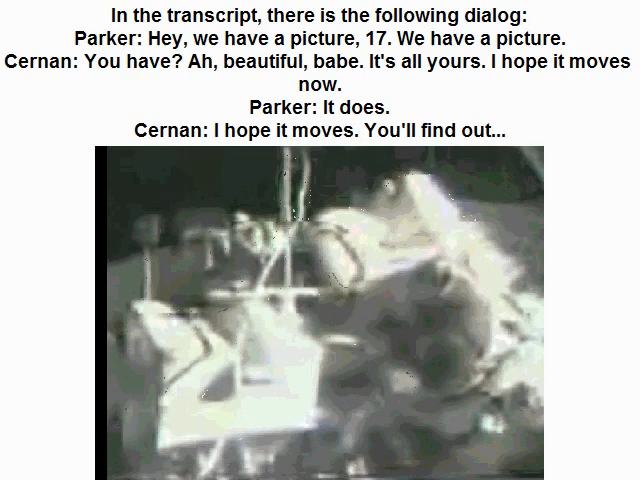 In the transcript, there is the following dialog:
Parker: Hey, we have a picture, 17. We have a picture.
Cernan: You have? Ah, beautiful, babe. It's all yours. I hope it moves
now.
Parker: It does.
Cernan: I hope it moves. You'll find out...